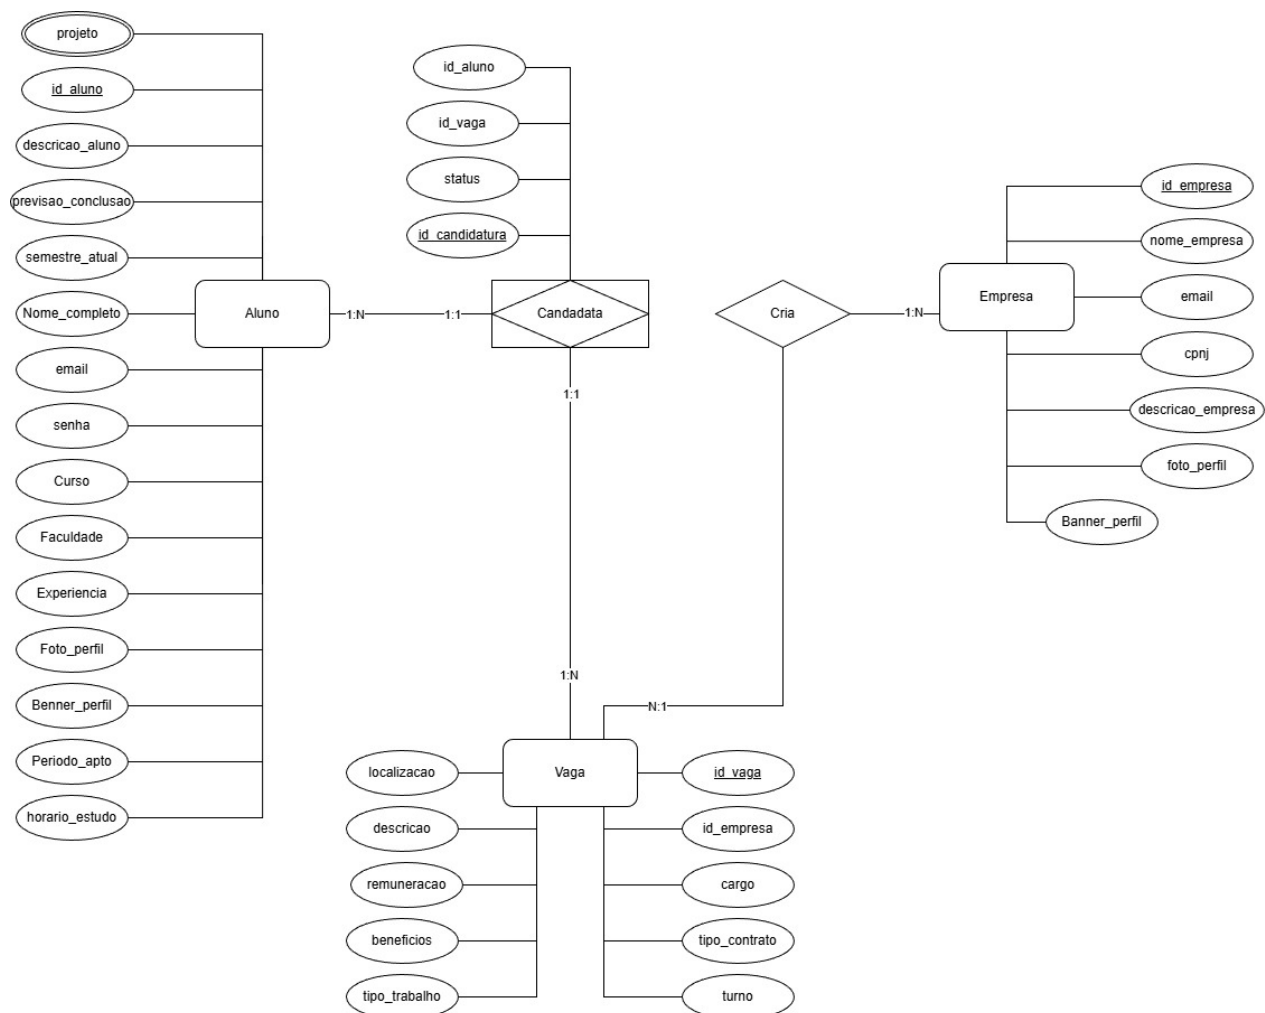 projeto
id_aluno
descricao_aluno
previsao_conclusao
semestre_atual
Nome_completo
email
senha
Curso
Faculdade
Experiencia
Foto_perfil
Benner_perfil
Periodo_apto
horario_estudo
Aluno
1:N
1:1
id_aluno
id_vaga
status
id_candidatura
Candadata
1:1
1:N
Cria
1:N
N:1
Empresa
id_empresa
nome_empresa
email
cpnj
descricao_empresa
foto_perfil
Banner_perfil
Vaga
localizacao
descricao
remuneracao
beneficios
tipo_trabalho
id_vaga
id_empresa
cargo
tipo_contrato
turno